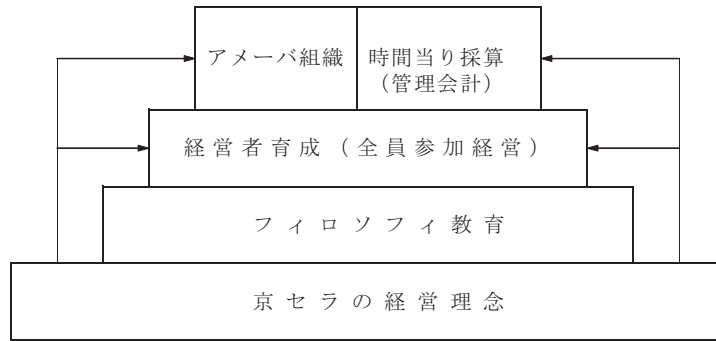 アメーバ組織
時間当り採算
（管理会計）
経営者育成（全員参加経営）
フィロソフィ教育
京セラの経営理念